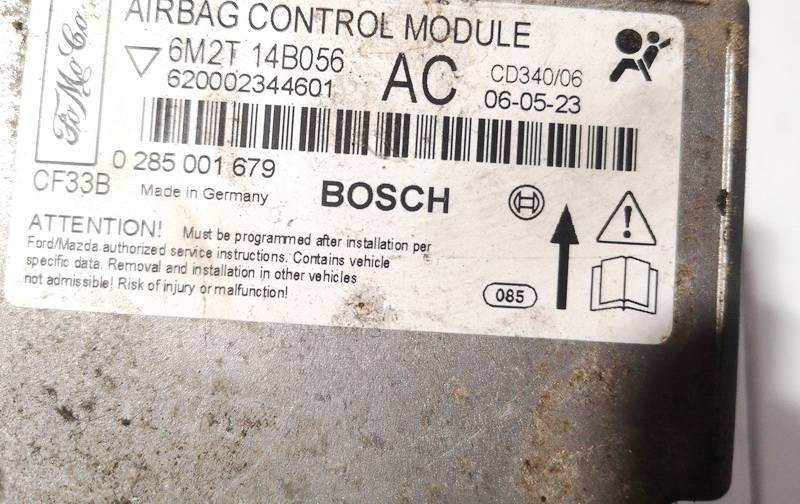 AIRBAG CONTROL MODULE
FoMoCo
6M2T 14B056
AC
CD340/06
620002344601
06-05-23
0 285 001 679
CF33B
Made in Germany
BOSCH
ATTENTION! Must be programmed after installation per
Ford/Mazda authorized service instructions. Contains vehicle
specific data. Removal and installation in other vehicles
not admissible! Risk of injury or malfunction!
085